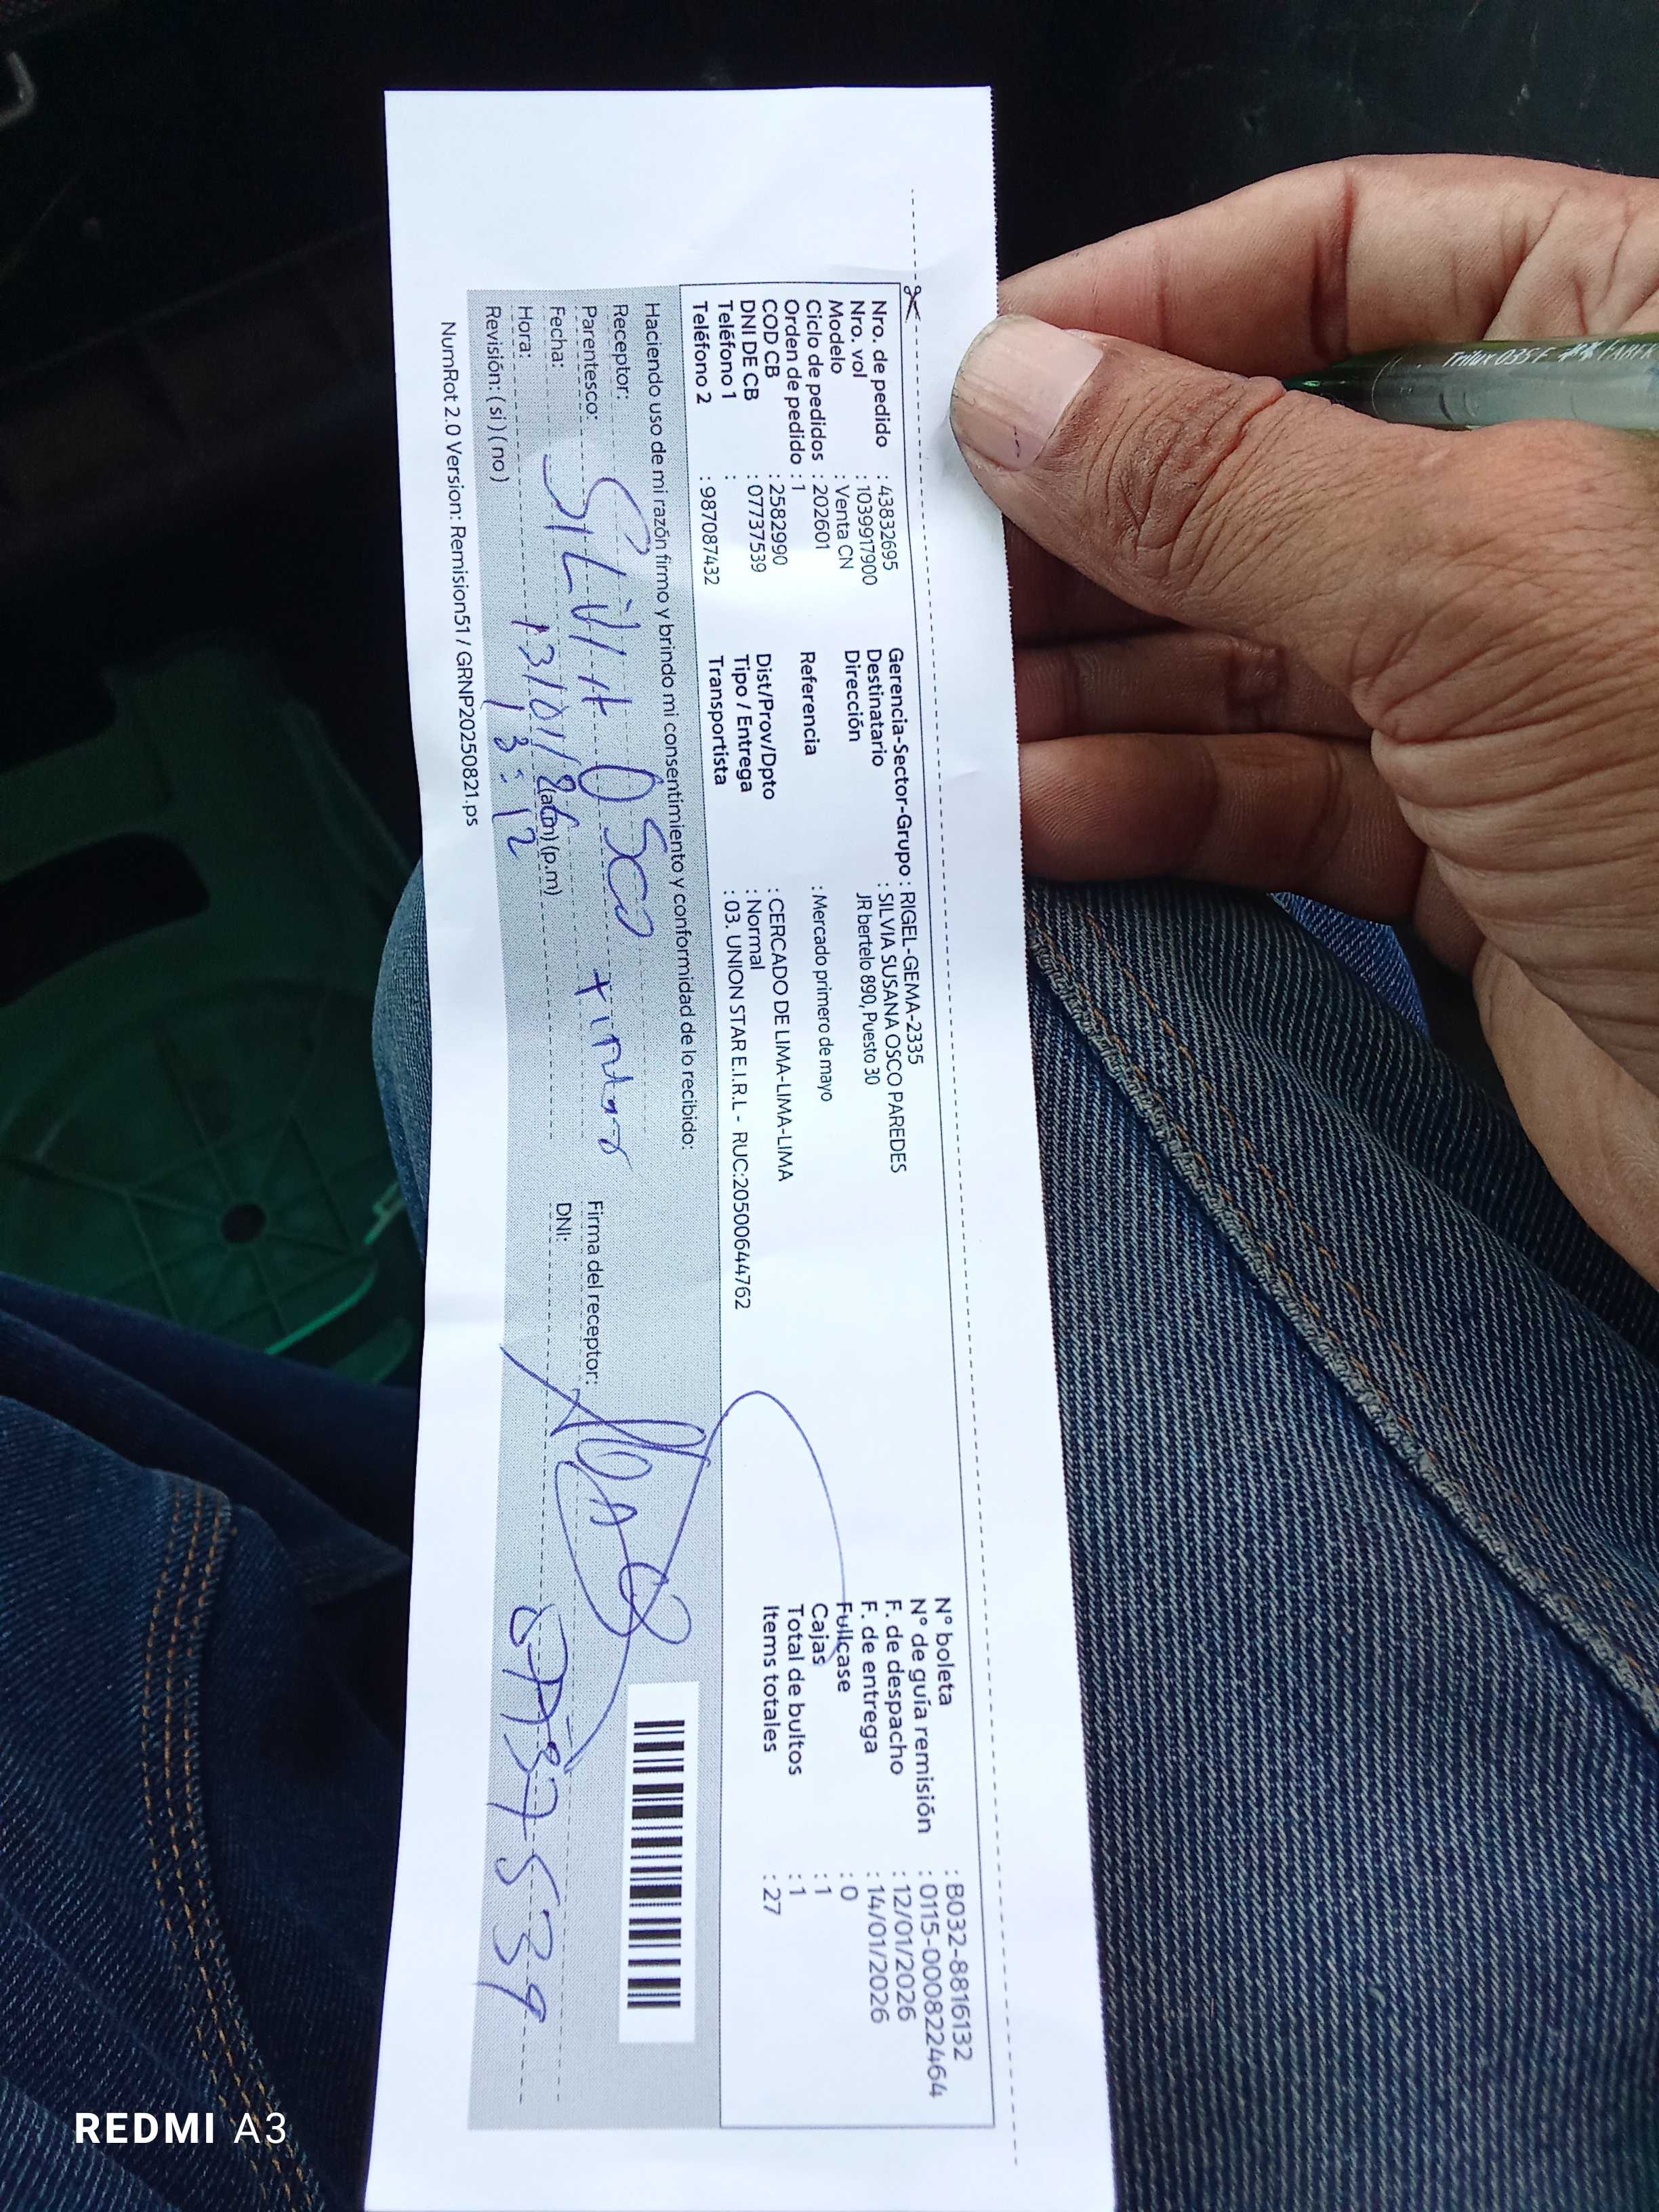 Nro. de pedido : 43832695
Nro. vol : 1039917900
Modelo : Venta CN
Ciclo de pedidos : 202601
Orden de pedido : 1
COD CB : 2582990
DNI DE CB : 07737539
Teléfono 1 :
Teléfono 2 : 987087432
Gerencia-Sector-Grupo : RIGEL-GEMA-2335
Destinatario : SILVIA SUSANA OSCO PAREDES
Dirección JR bertelo 890, Puesto 30
Referencia : Mercado primero de mayo
Dist/Prov/Dpto : CERCADO DE LIMA-LIMA-LIMA
Tipo / Entrega : Normal
Transportista : 03. UNION STAR E.I.R.L - RUC:20500644762
N° boleta : B032-8816132
N° de guía remisión : 0115-000822464
F. de despacho : 12/01/2026
F. de entrega : 14/01/2026
Fullcase : 0
Cajas : 1
Total de bultos : 1
Items totales : 27
Haciendo uso de mi razón firmo y brindo mi consentimiento y conformidad de lo recibido:
Receptor: SILVIA OSCO
Parentesco:
Fecha: 13/01/26
Hora: 13:12 (a.m) (p.m)
Revisión: ( si ) ( no )
Firma del receptor:
DNI: 07737539
NumRot 2.0 Version: Remision51 / GRNP20250821.ps
Trilux 035 F FABER
REDMI A3